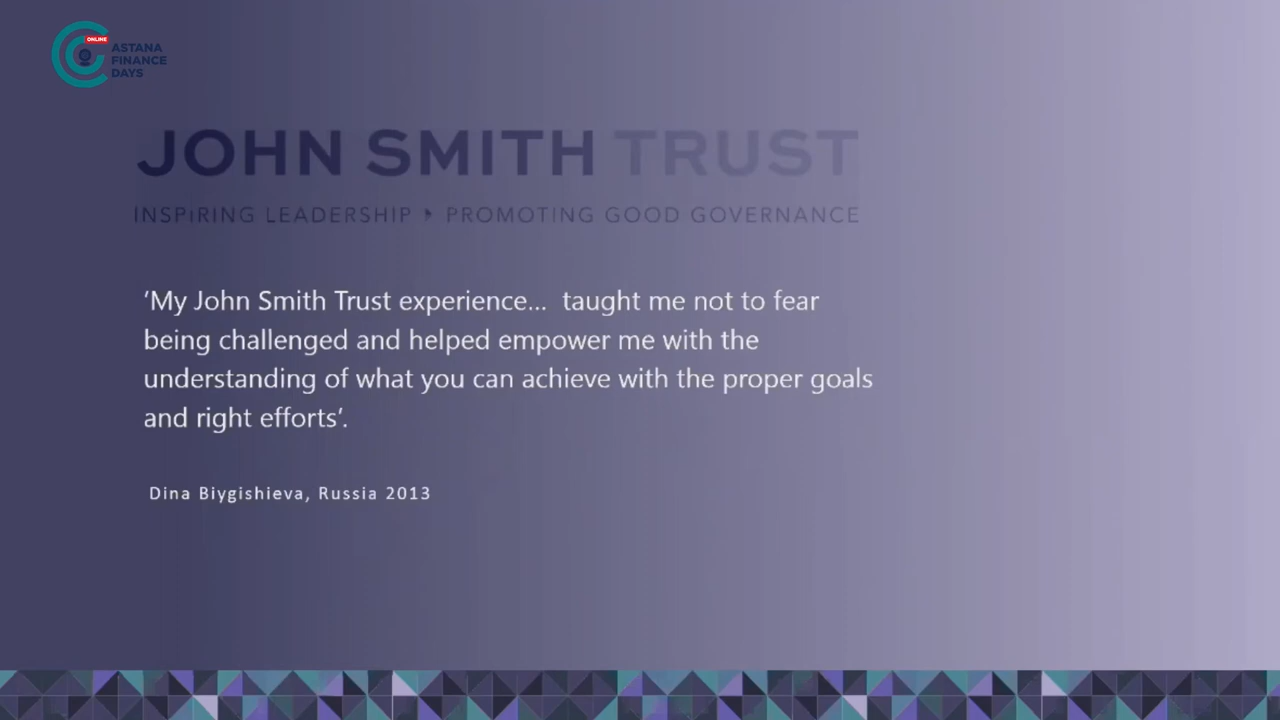 ONLINE
ASTANA
FINANCE
DAYS
JOHN SMITH TRUST
INSPIRING LEADERSHIP ‣ PROMOTING GOOD GOVERNANCE
‘My John Smith Trust experience...  taught me not to fear
being challenged and helped empower me with the
understanding of what you can achieve with the proper goals
and right efforts‘.
Dina Biygishieva, Russia 2013